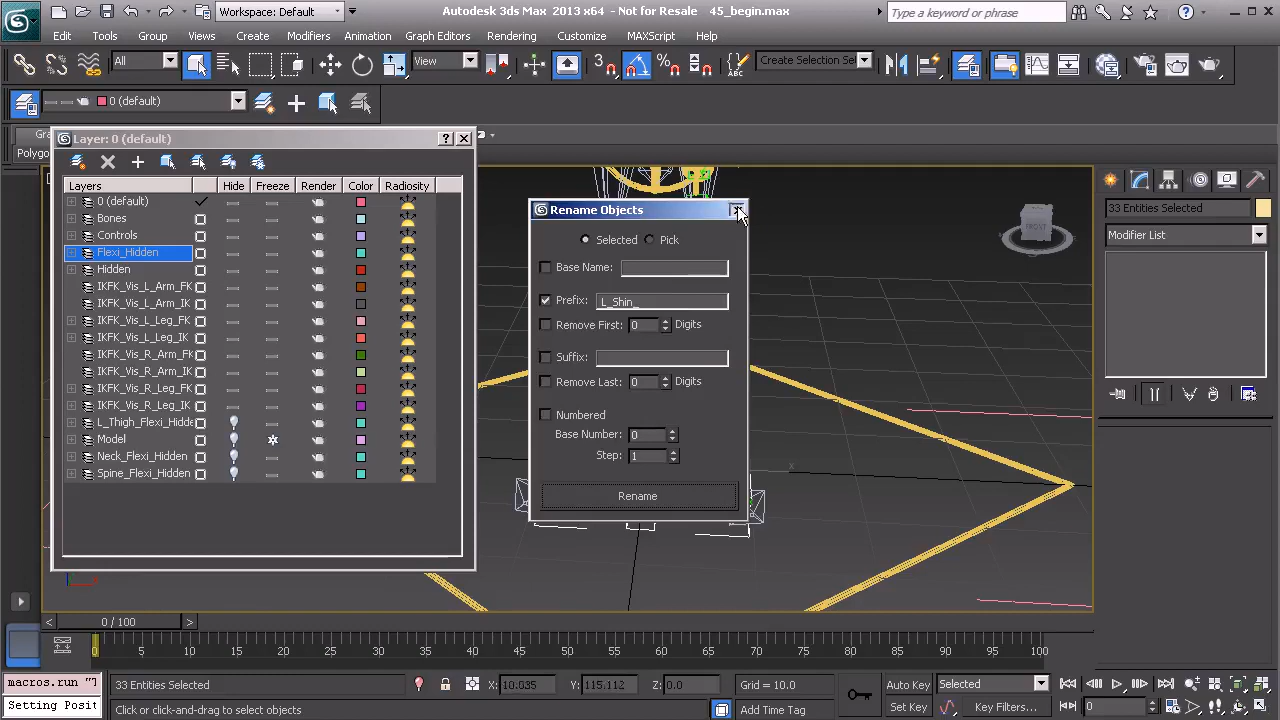 Workspace: Default
Autodesk 3ds Max 2013 x64 - Not for Resale 45_begin.max
Type a keyword or phrase
Edit Tools Group Views Create Modifiers Animation Graph Editors Rendering Customize MAXScript Help
All
View
3
Create Selection Se
0 (default)
Layer: 0 (default)
Gra
Polygo
Layers Hide Freeze Render Color Radiosity
0 (default)
Bones
Controls
Flexi_Hidden
Hidden
IKFK_Vis_L_Arm_FK
IKFK_Vis_L_Arm_IK
IKFK_Vis_L_Leg_FK
IKFK_Vis_L_Leg_IK
IKFK_Vis_R_Arm_FK
IKFK_Vis_R_Arm_IK
IKFK_Vis_R_Leg_FK
IKFK_Vis_R_Leg_IK
L_Thigh_Flexi_Hidde
Model
Neck_Flexi_Hidden
Spine_Flexi_Hidden
Rename Objects
Selected Pick
Base Name:
Prefix: L_Shin_
Remove First: 0 Digits
Suffix:
Remove Last: 0 Digits
Numbered
Base Number: 0
Step: 1
Rename
FRONT
x
33 Entities Selected
Modifier List
< 0 / 100 >
0 5 10 15 20 25 30 35 40 45 50 55 60 65 70 75 80 85 90 95 100
macros.run "T
Setting Posit
33 Entities Selected
X: 10.635 Y: 115.112 Z: 0.0
Grid = 10.0
Auto Key Selected
Click or click-and-drag to select objects
Add Time Tag
Set Key Key Filters...
0